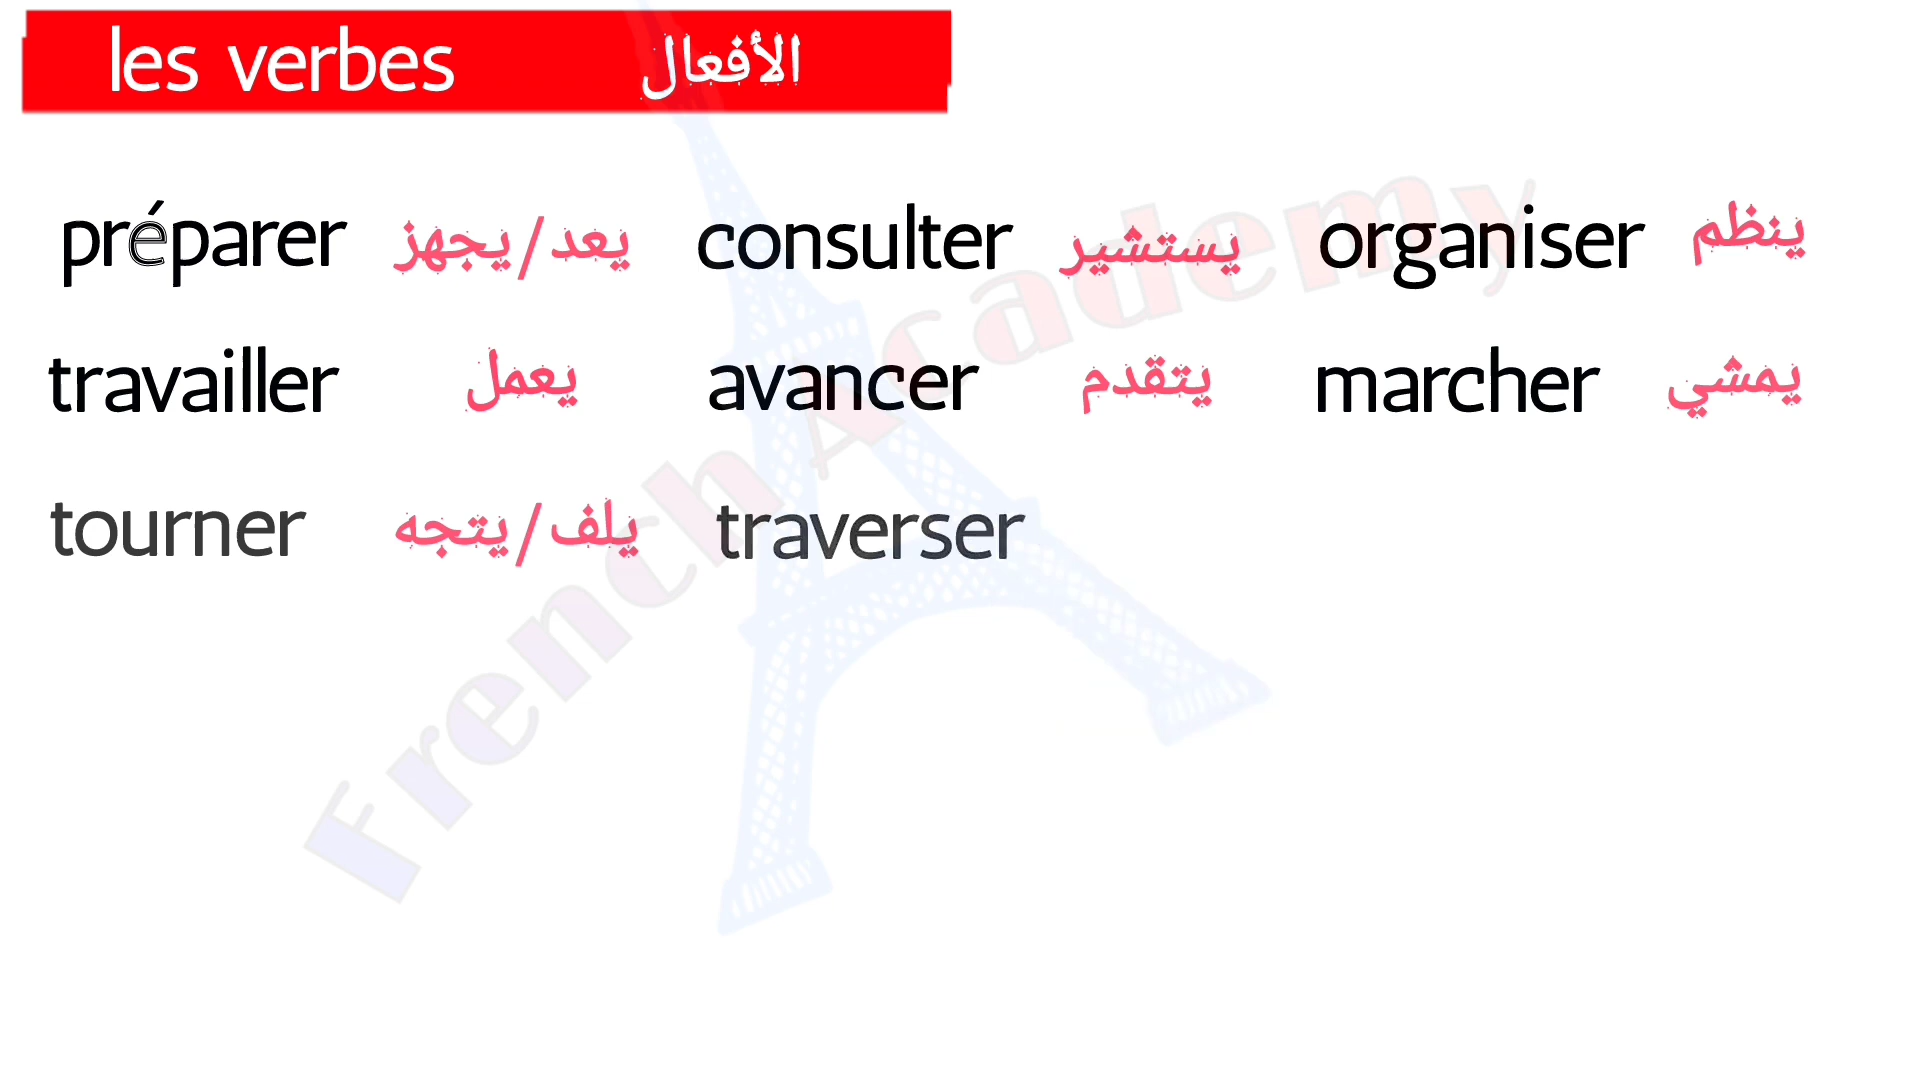 les verbes الأفعال
préparer يعد/يجهز consulter يستشير organiser ينظم
travailler يعمل avancer يتقدم marcher يمشي
tourner يلف/يتجه traverser
French Academy